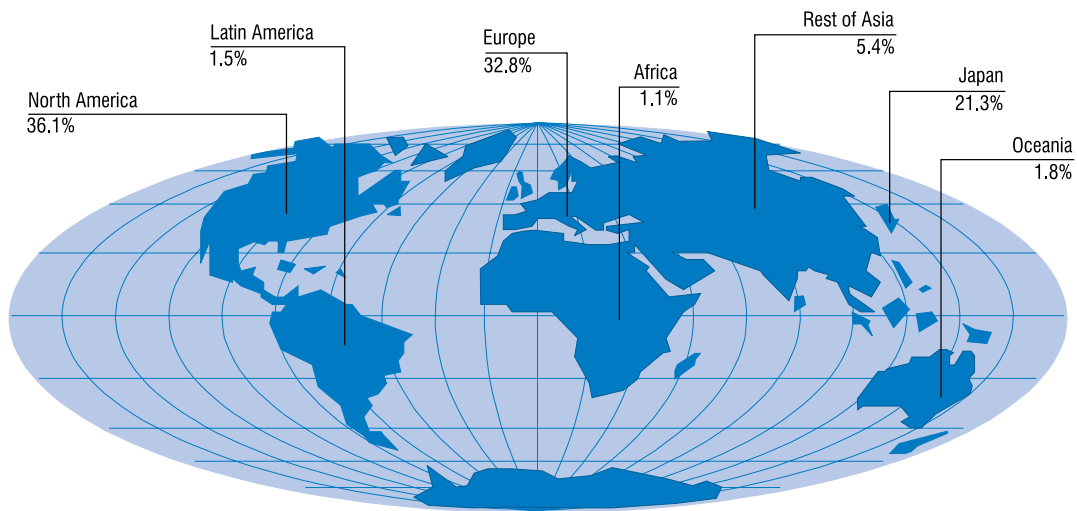 Latin America
1.5%
Europe
32.8%
Rest of Asia
5.4%
Africa
1.1%
Japan
21.3%
North America
36.1%
Oceania
1.8%